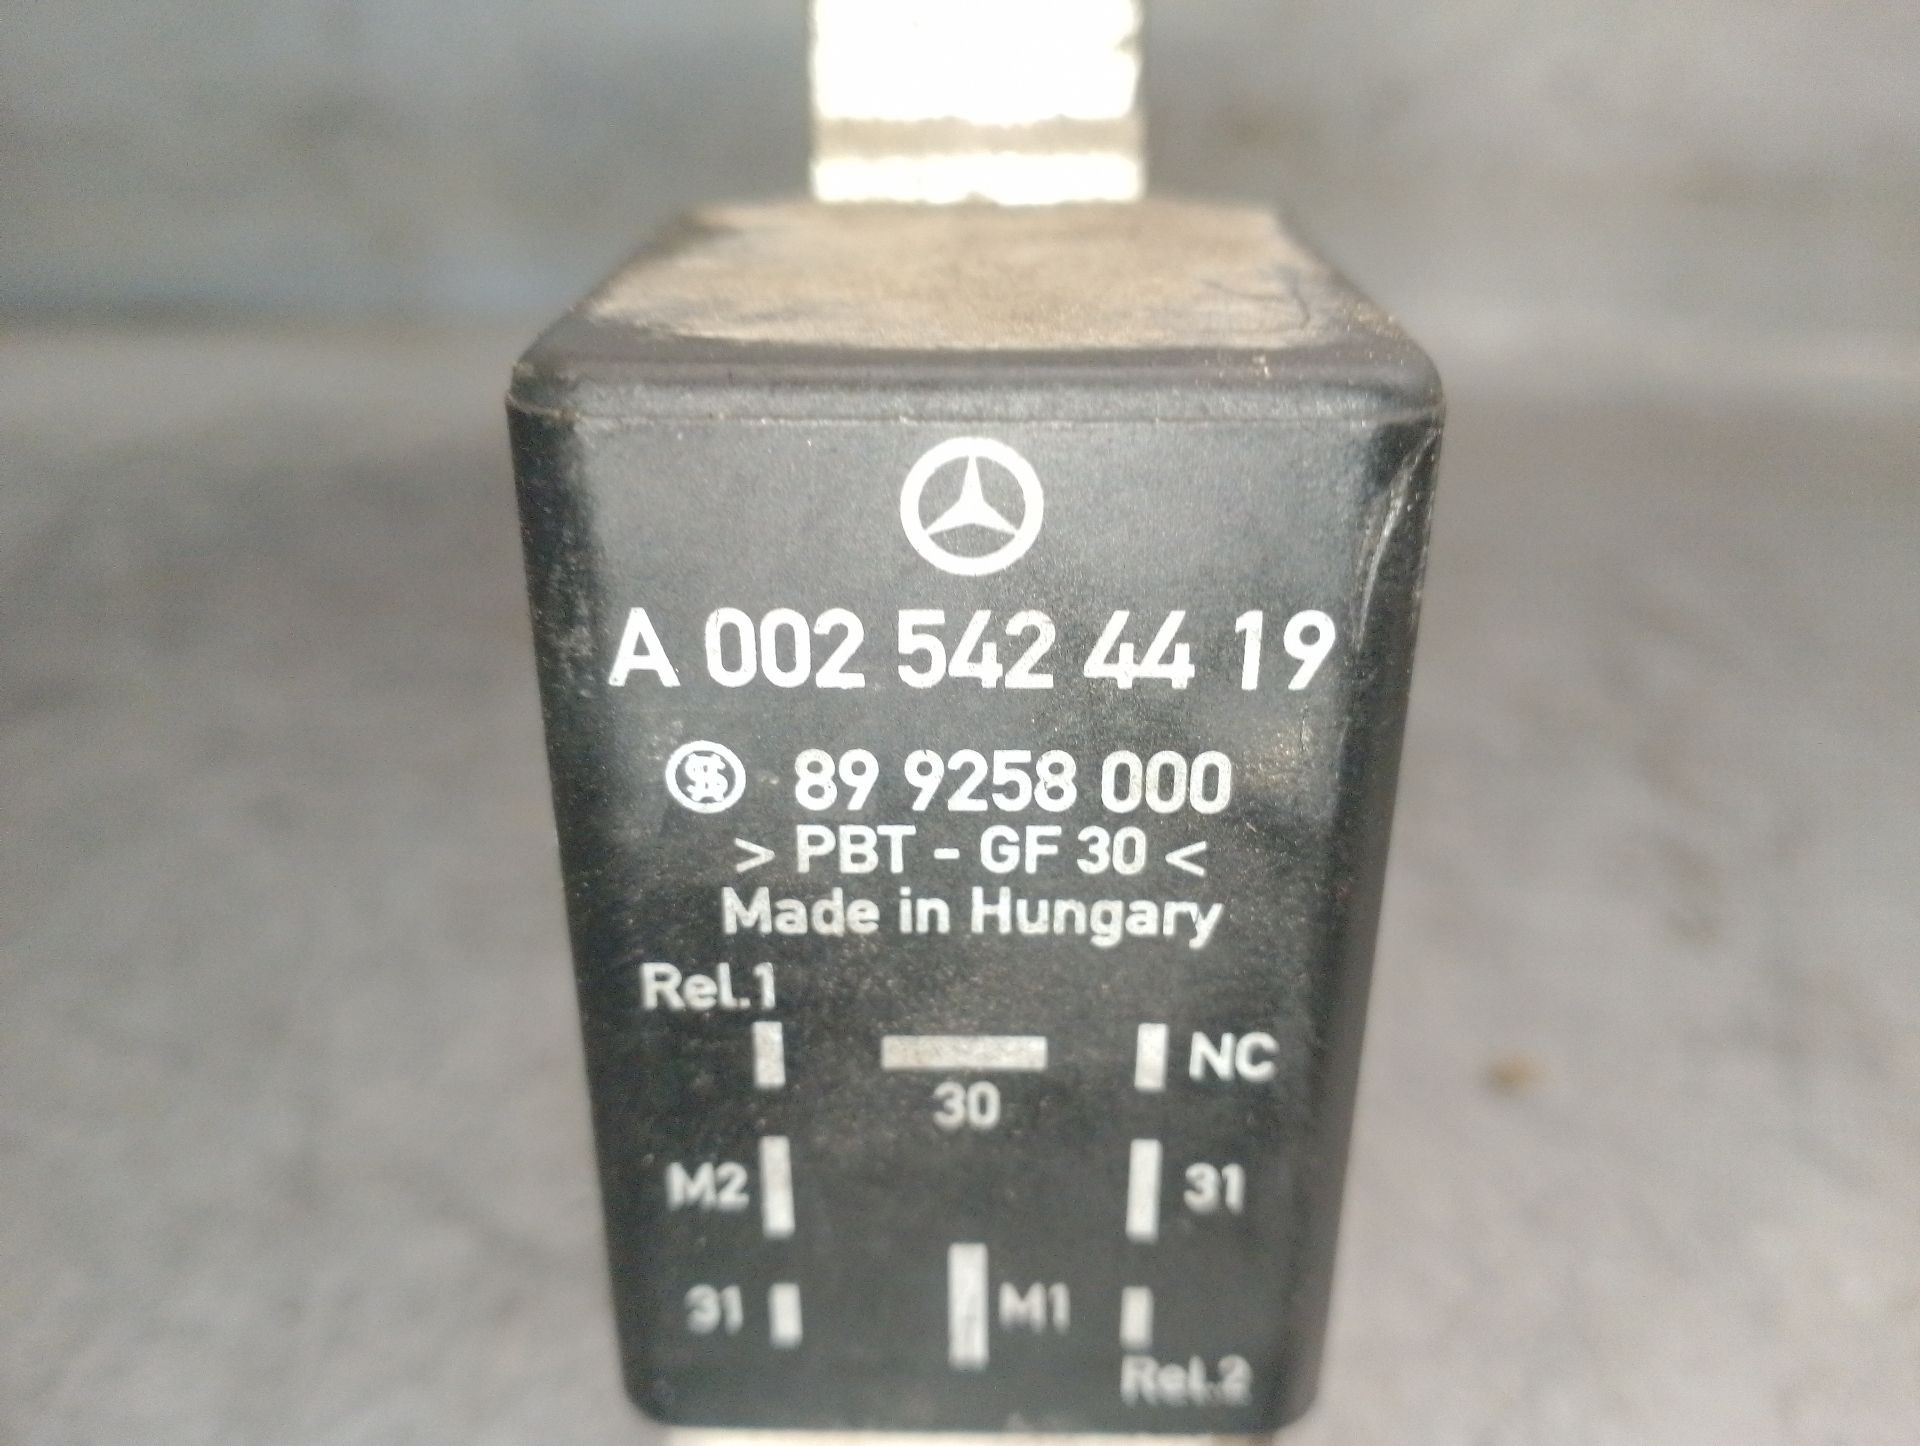 A 002 542 44 19
89 9258 000
> PBT - GF 30 <
Made in Hungary
Rel.1
NC
30
M2
31
31
M1
Rel.2